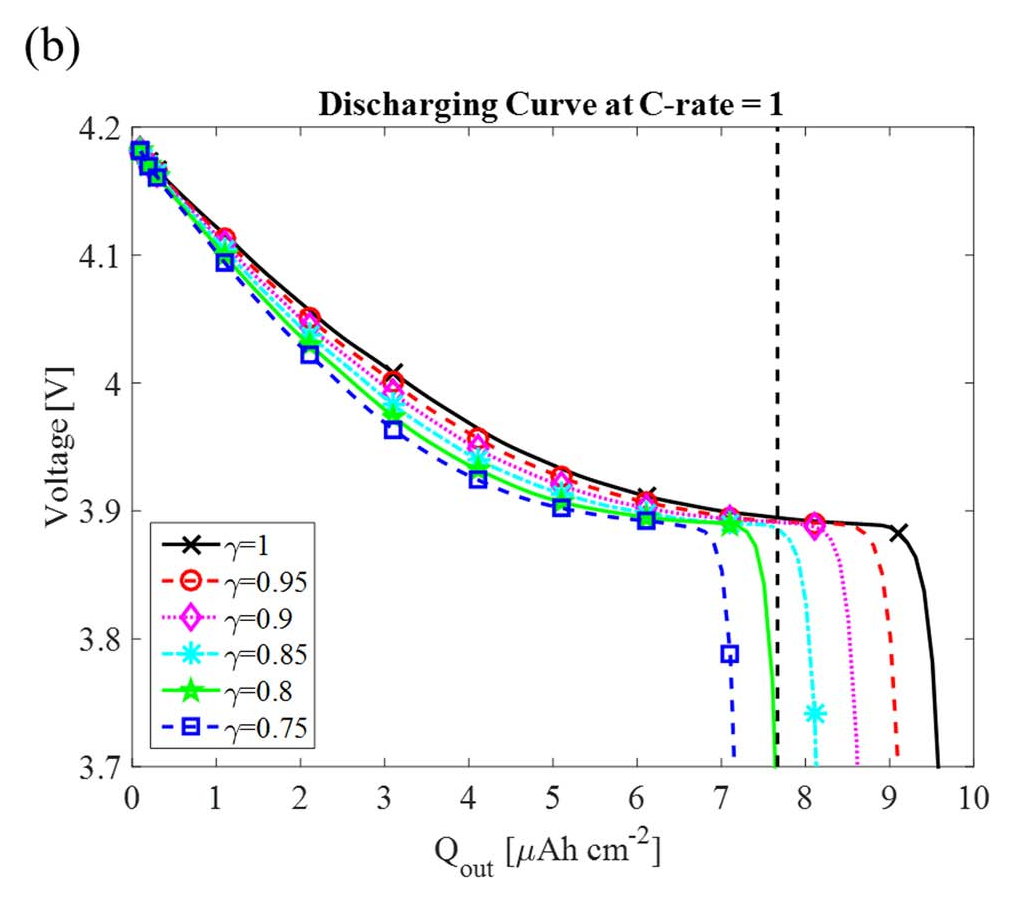 (b)
Discharging Curve at C-rate = 1
4.2
4.1
4
3.9
3.8
3.7
Voltage [V]
γ=1
γ=0.95
γ=0.9
γ=0.85
γ=0.8
γ=0.75
0 1 2 3 4 5 6 7 8 9 10
Qout [μAh cm-2]